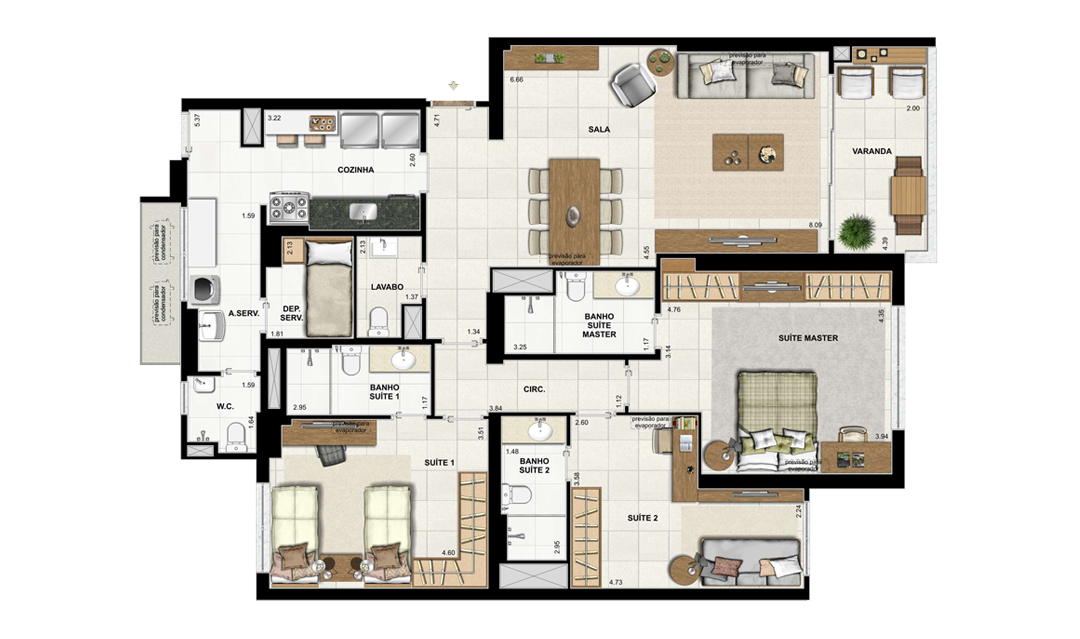 previsão para
evaporador
6.66
2.00
SALA
VARANDA
8.09
4.39
4.55
previsão para
evaporador
4.71
5.37
3.22
2.60
COZINHA
1.59
previsão para
condensador
previsão para
condensador
2.13
2.13
LAVABO
1.37
DEP.
SERV.
1.81
A.SERV.
1.34
BANHO
SUÍTE
MASTER
3.25
1.17
4.76
4.35
3.14
SUÍTE MASTER
3.94
previsão para
evaporador
1.59
W.C.
1.64
BANHO
SUÍTE 1
2.95
1.17
CIRC.
3.84
1.12
previsão para
evaporador
3.51
SUÍTE 1
4.60
2.60
previsão para
evaporador
1.48
BANHO
SUÍTE 2
2.95
3.58
SUÍTE 2
2.24
4.73